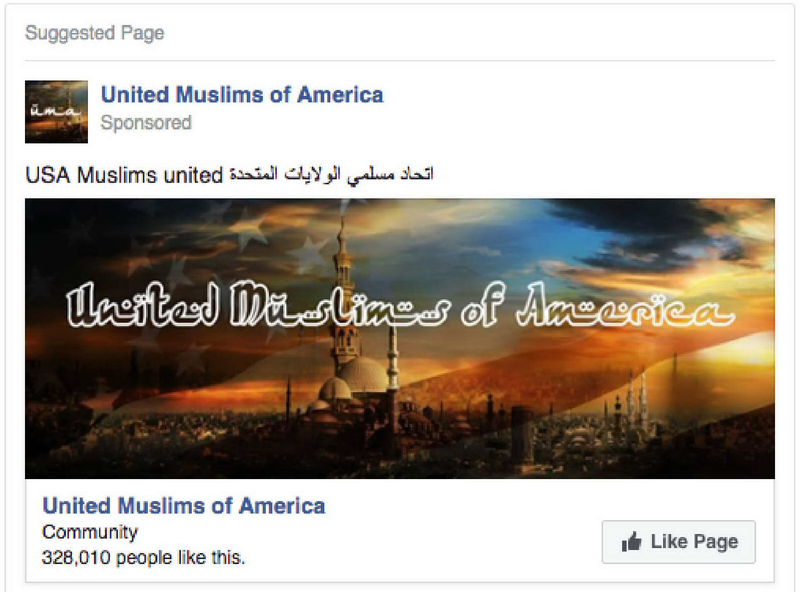 Suggested Page
uma
United Muslims of America
Sponsored
USA Muslims united اتحاد مسلمي الولايات المتحدة
United Muslims of America
United Muslims of America
Community
328,010 people like this.
Like Page